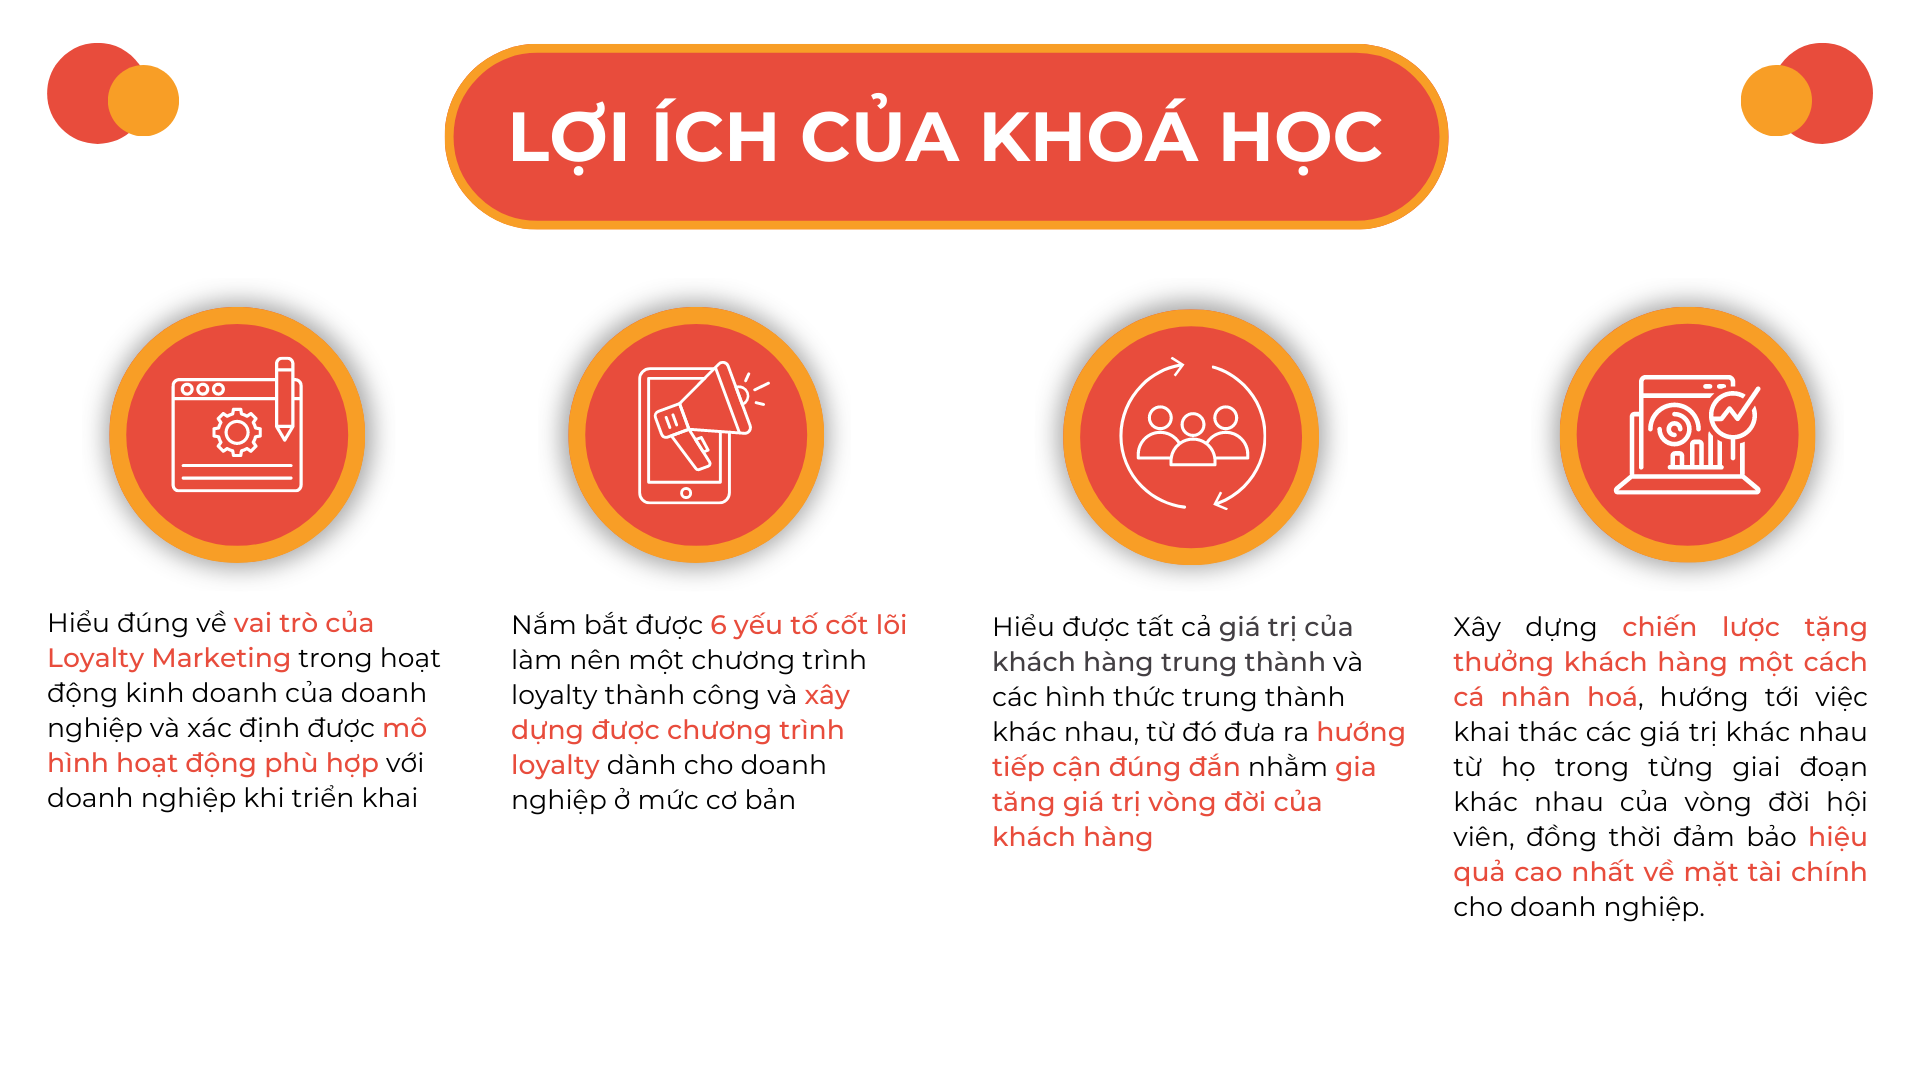 LỢI ÍCH CỦA KHOÁ HỌC
Hiểu đúng về vai trò của
Loyalty Marketing trong hoạt
động kinh doanh của doanh
nghiệp và xác định được mô
hình hoạt động phù hợp với
doanh nghiệp khi triển khai
Nắm bắt được 6 yếu tố cốt lõi
làm nên một chương trình
loyalty thành công và xây
dựng được chương trình
loyalty dành cho doanh
nghiệp ở mức cơ bản
Hiểu được tất cả giá trị của
khách hàng trung thành và
các hình thức trung thành
khác nhau, từ đó đưa ra hướng
tiếp cận đúng đắn nhằm gia
tăng giá trị vòng đời của
khách hàng
Xây dựng chiến lược tặng
thưởng khách hàng một cách
cá nhân hoá, hướng tới việc
khai thác các giá trị khác nhau
từ họ trong từng giai đoạn
khác nhau của vòng đời hội
viên, đồng thời đảm bảo hiệu
quả cao nhất về mặt tài chính
cho doanh nghiệp.